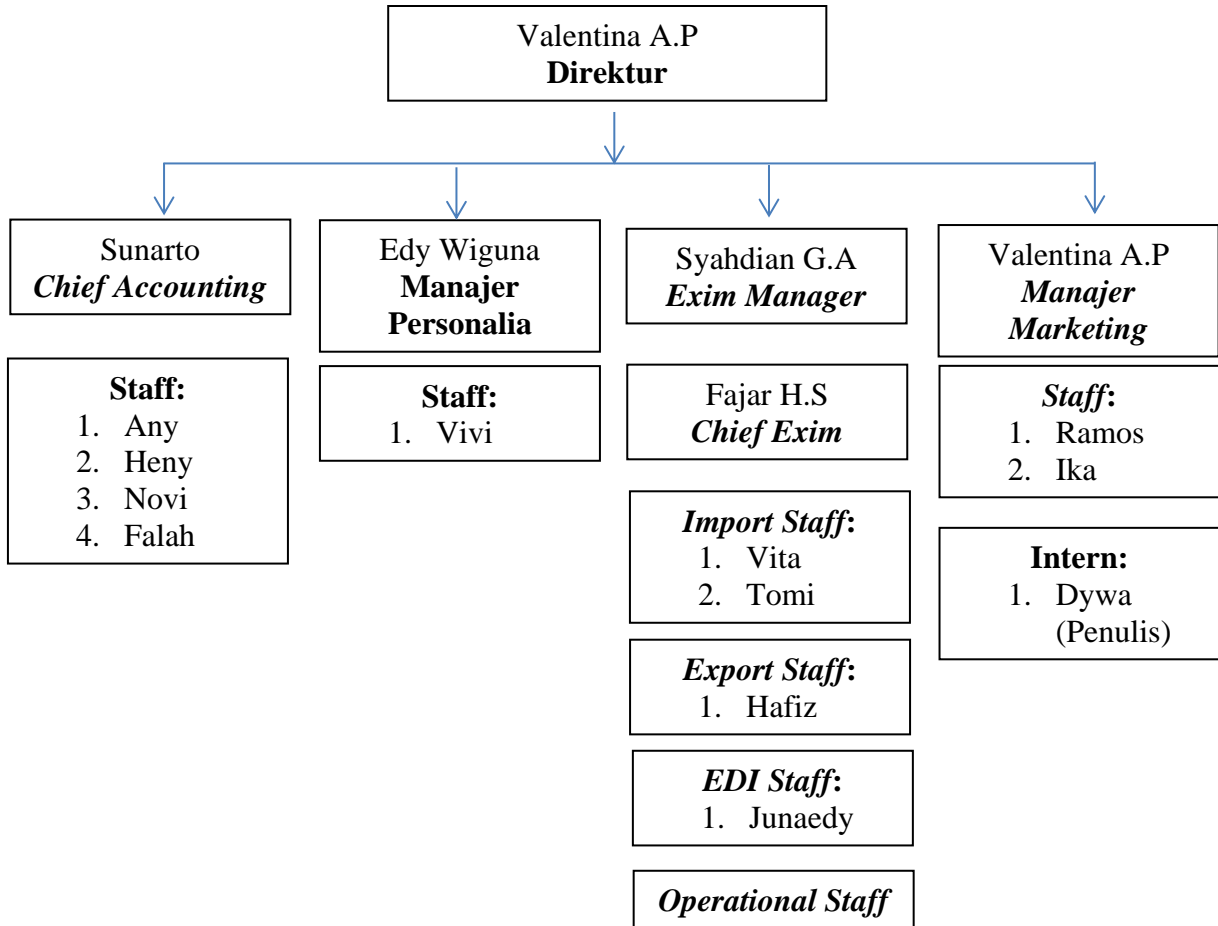 Valentina A.P
Direktur
Sunarto
Chief Accounting
Staff:
1. Any
2. Heny
3. Novi
4. Falah
Edy Wiguna
Manajer
Personalia
Staff:
1. Vivi
Syahdian G.A
Exim Manager
Fajar H.S
Chief Exim
Import Staff:
1. Vita
2. Tomi
Export Staff:
1. Hafiz
EDI Staff:
1. Junaedy
Operational Staff
Valentina A.P
Manajer
Marketing
Staff:
1. Ramos
2. Ika
Intern:
1. Dywa
(Penulis)